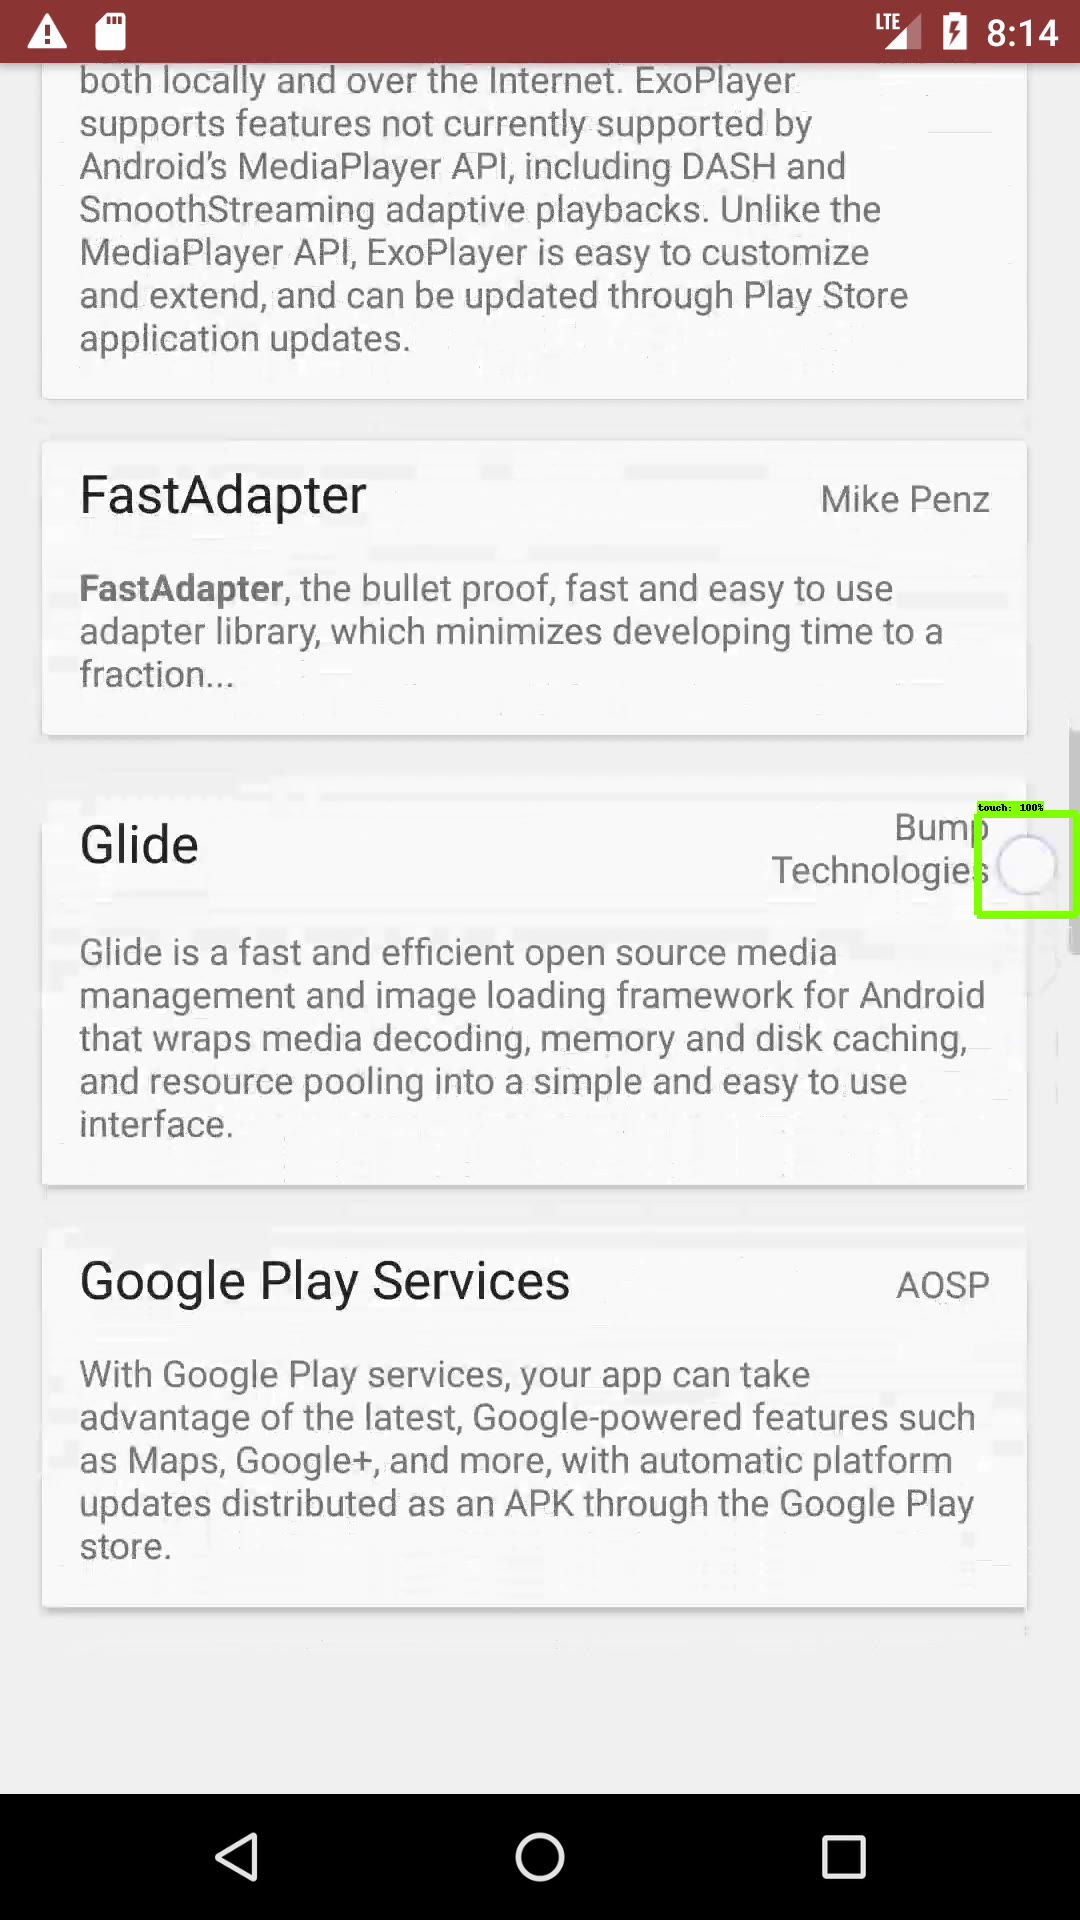 LTE 8:14
both locally and over the Internet. ExoPlayer
supports features not currently supported by
Android's MediaPlayer API, including DASH and
SmoothStreaming adaptive playbacks. Unlike the
MediaPlayer API, ExoPlayer is easy to customize
and extend, and can be updated through Play Store
application updates.
FastAdapter
Mike Penz
FastAdapter, the bullet proof, fast and easy to use
adapter library, which minimizes developing time to a
fraction...
touch: 100%
Glide
Bump
Technologies
Glide is a fast and efficient open source media
management and image loading framework for Android
that wraps media decoding, memory and disk caching,
and resource pooling into a simple and easy to use
interface.
Google Play Services
AOSP
With Google Play services, your app can take
advantage of the latest, Google-powered features such
as Maps, Google+, and more, with automatic platform
updates distributed as an APK through the Google Play
store.